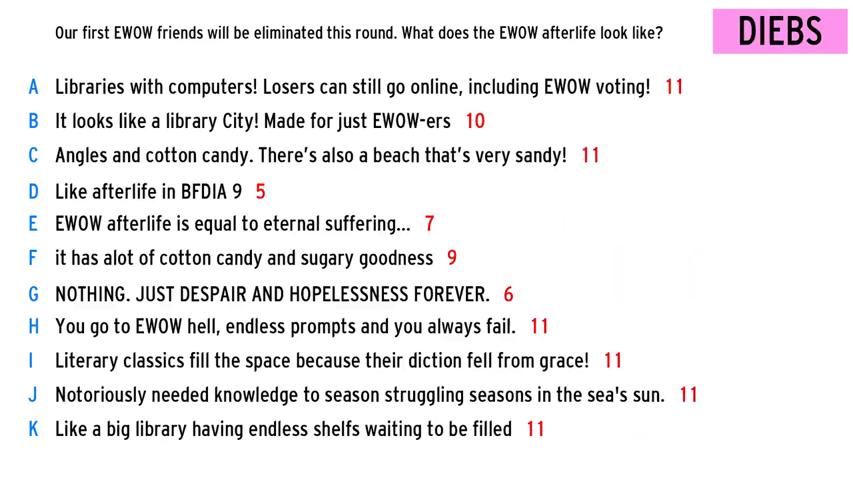 Our first EWOW friends will be eliminated this round. What does the EWOW afterlife look like?
DIEBS
A Libraries with computers! Losers can still go online, including EWOW voting! 11
B It looks like a library City! Made for just EWOW-ers 10
C Angles and cotton candy. There's also a beach that's very sandy! 11
D Like afterlife in BFDIA 9 5
E EWOW afterlife is equal to eternal suffering... 7
F it has alot of cotton candy and sugary goodness 9
G NOTHING. JUST DESPAIR AND HOPELESSNESS FOREVER. 6
H You go to EWOW hell, endless prompts and you always fail. 11
I Literary classics fill the space because their diction fell from grace! 11
J Notoriously needed knowledge to season struggling seasons in the sea's sun. 11
K Like a big library having endless shelfs waiting to be filled 11